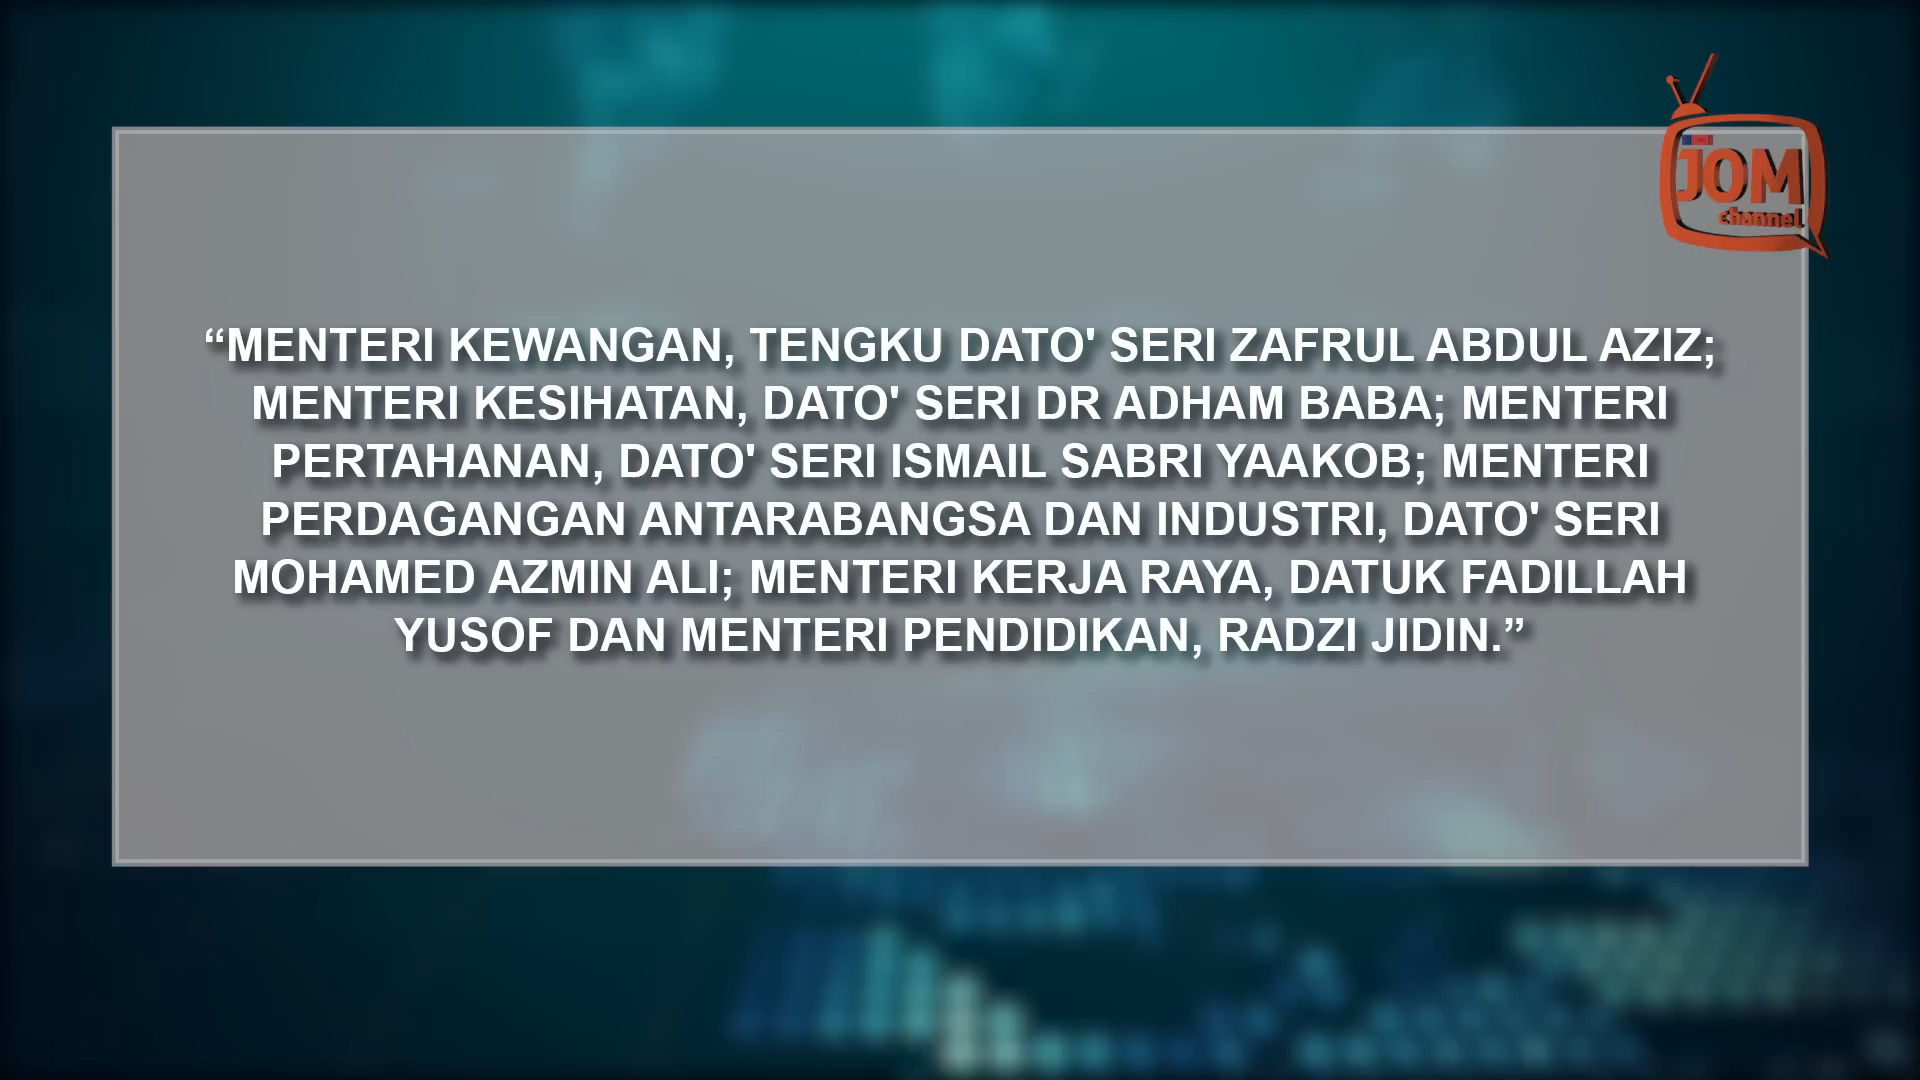 JOM
channel
“MENTERI KEWANGAN, TENGKU DATO' SERI ZAFRUL ABDUL AZIZ;
MENTERI KESIHATAN, DATO' SERI DR ADHAM BABA; MENTERI
PERTAHANAN, DATO' SERI ISMAIL SABRI YAAKOB; MENTERI
PERDAGANGAN ANTARABANGSA DAN INDUSTRI, DATO' SERI
MOHAMED AZMIN ALI; MENTERI KERJA RAYA, DATUK FADILLAH
YUSOF DAN MENTERI PENDIDIKAN, RADZI JIDIN.”